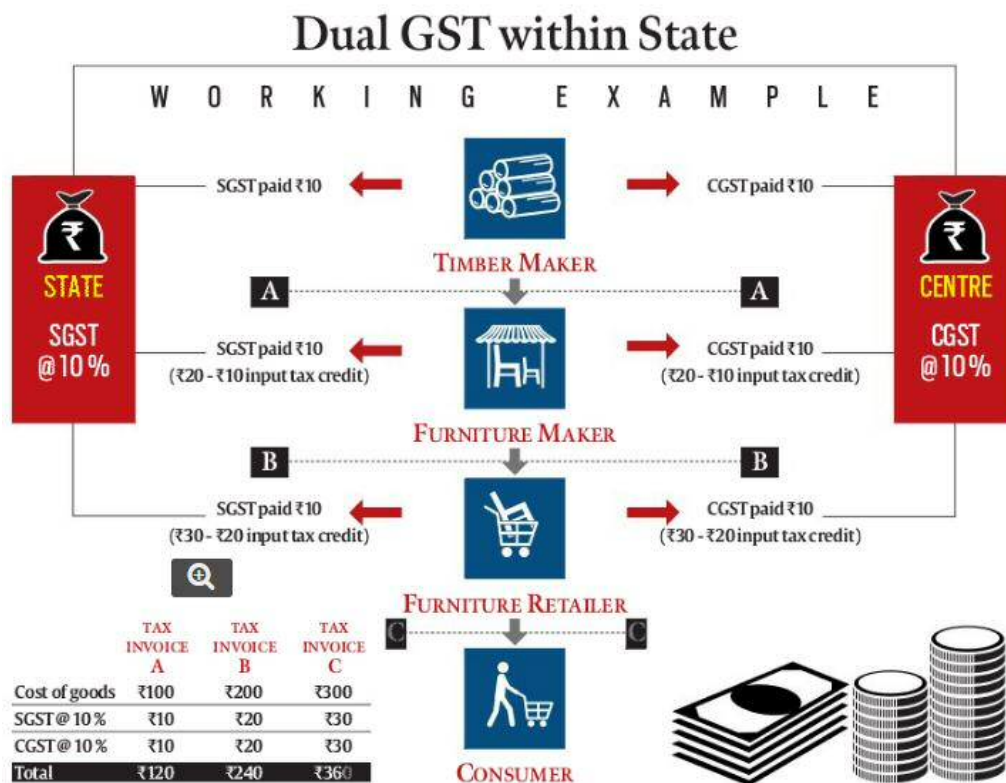 Dual GST within State
WORKING EXAMPLE
SGST paid ₹10
CGST paid ₹10
₹
STATE
SGST
@10%
₹
CENTRE
CGST
@10%
TIMBER MAKER
A
A
SGST paid ₹10
(₹20 - ₹10 input tax credit)
CGST paid ₹10
(₹20 - ₹10 input tax credit)
FURNITURE MAKER
B
B
SGST paid ₹10
(₹30 - ₹20 input tax credit)
CGST paid ₹10
(₹30 - ₹20 input tax credit)
FURNITURE RETAILER
C
C
TAX INVOICE A TAX INVOICE B TAX INVOICE C
Cost of goods ₹100 ₹200 ₹300
SGST @ 10% ₹10 ₹20 ₹30
CGST @ 10% ₹10 ₹20 ₹30
Total ₹120 ₹240 ₹360
CONSUMER